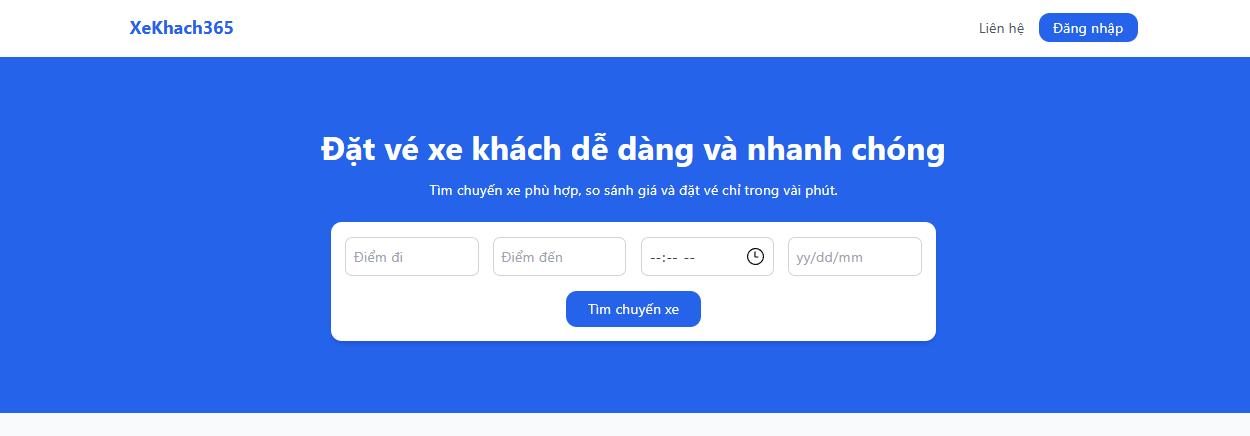 XeKhach365
Liên hệ
Đăng nhập
Đặt vé xe khách dễ dàng và nhanh chóng
Tìm chuyến xe phù hợp, so sánh giá và đặt vé chỉ trong vài phút.
Điểm đi
Điểm đến
--:-- --
yy/dd/mm
Tìm chuyến xe